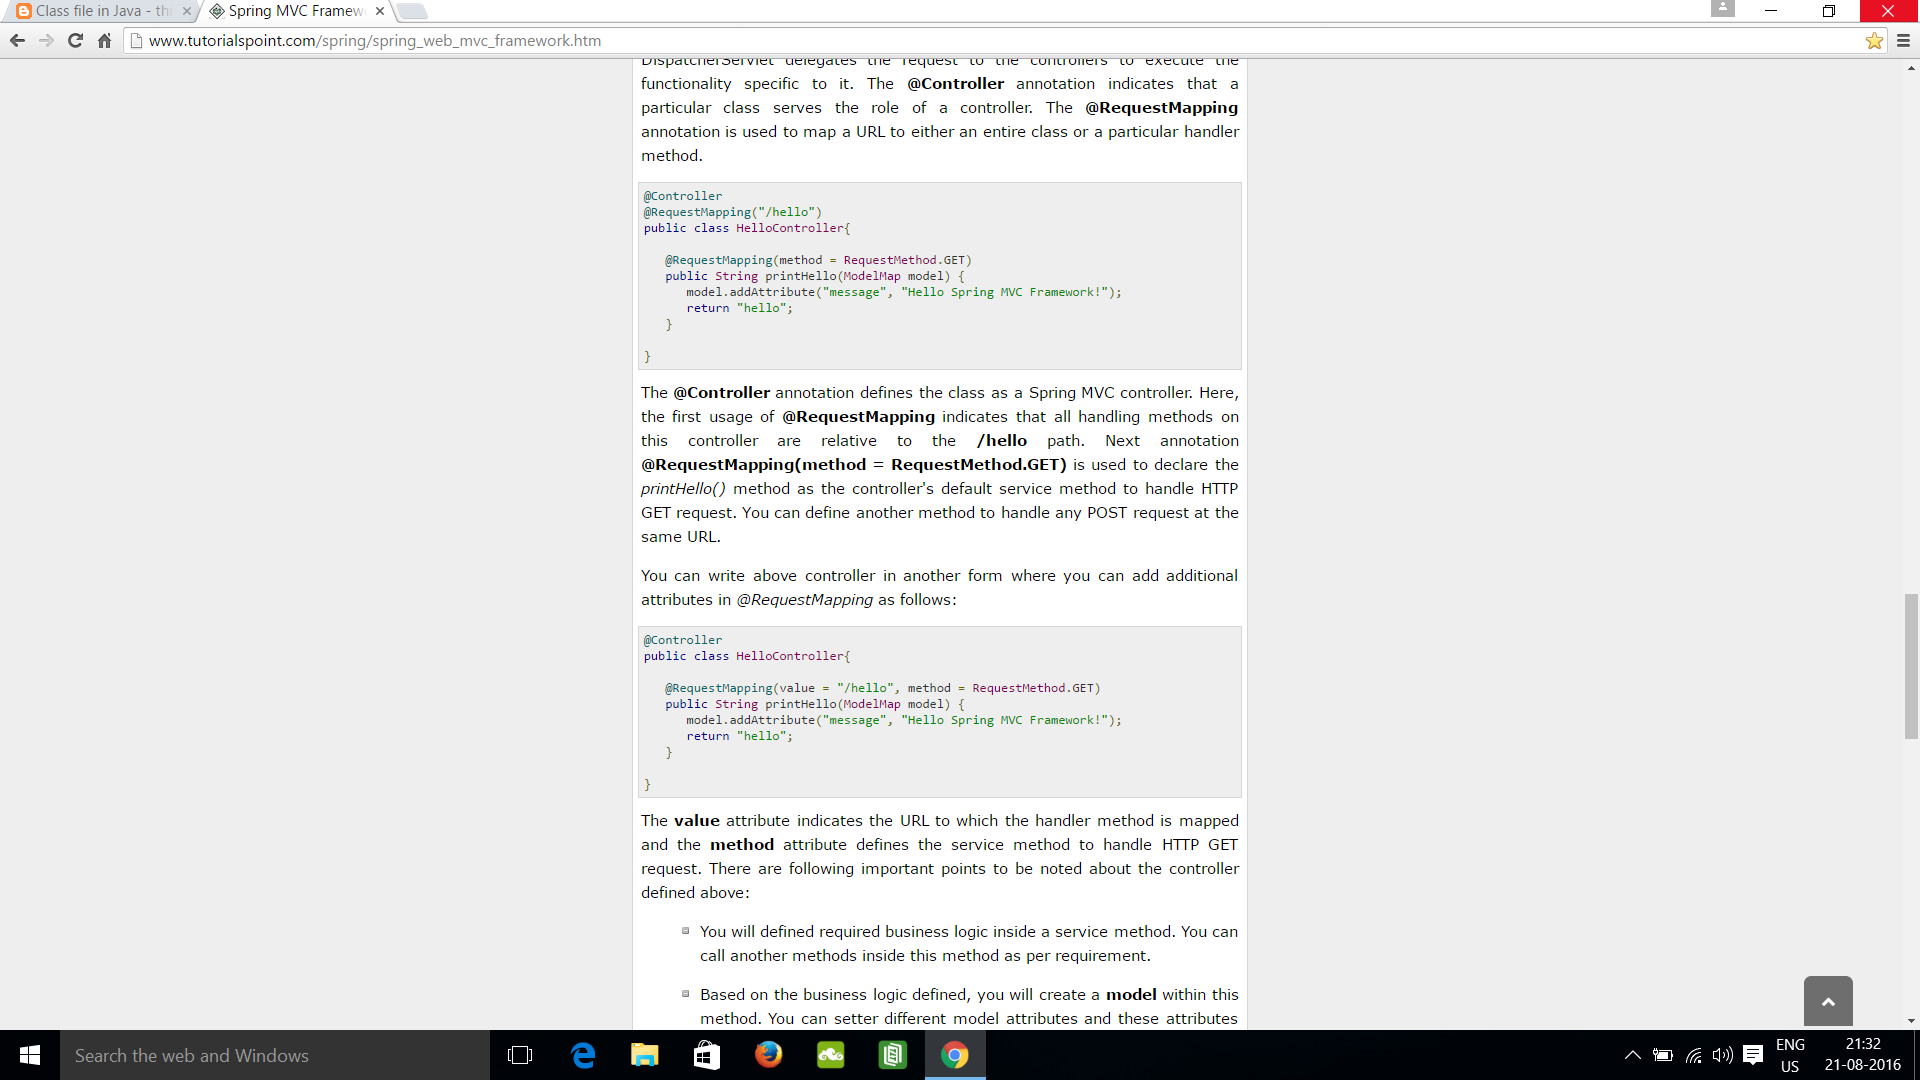 Class file in Java - th
Spring MVC Framew
www.tutorialspoint.com/spring/spring_web_mvc_framework.htm
DispatcherServlet delegates the request to the controllers to execute the
functionality specific to it. The @Controller annotation indicates that a
particular class serves the role of a controller. The @RequestMapping
annotation is used to map a URL to either an entire class or a particular handler
method.
@Controller
@RequestMapping("/hello")
public class HelloController{
@RequestMapping(method = RequestMethod.GET)
public String printHello(ModelMap model) {
model.addAttribute("message", "Hello Spring MVC Framework!");
return "hello";
}
}
The @Controller annotation defines the class as a Spring MVC controller. Here,
the first usage of @RequestMapping indicates that all handling methods on
this controller are relative to the /hello path. Next annotation
@RequestMapping(method = RequestMethod.GET) is used to declare the
printHello() method as the controller's default service method to handle HTTP
GET request. You can define another method to handle any POST request at the
same URL.
You can write above controller in another form where you can add additional
attributes in @RequestMapping as follows:
@Controller
public class HelloController{
@RequestMapping(value = "/hello", method = RequestMethod.GET)
public String printHello(ModelMap model) {
model.addAttribute("message", "Hello Spring MVC Framework!");
return "hello";
}
}
The value attribute indicates the URL to which the handler method is mapped
and the method attribute defines the service method to handle HTTP GET
request. There are following important points to be noted about the controller
defined above:
You will defined required business logic inside a service method. You can
call another methods inside this method as per requirement.
Based on the business logic defined, you will create a model within this
method. You can setter different model attributes and these attributes
Search the web and Windows
ENG
US
21:32
21-08-2016